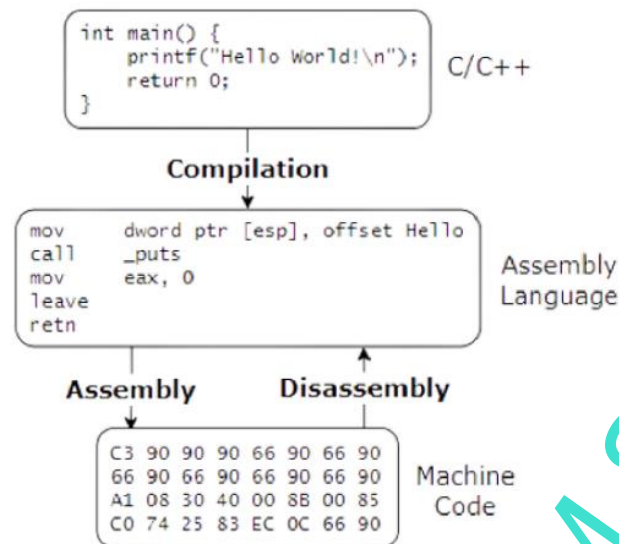 int main() {
printf("Hello World!\n");
return 0;
}
C/C++
Compilation
mov dword ptr [esp], offset Hello
call _puts
mov eax, 0
leave
retn
Assembly
Language
Assembly
Disassembly
C3 90 90 90 66 90 66 90
66 90 66 90 66 90 66 90
A1 08 30 40 00 8B 00 85
C0 74 25 83 EC 0C 66 90
Machine
Code